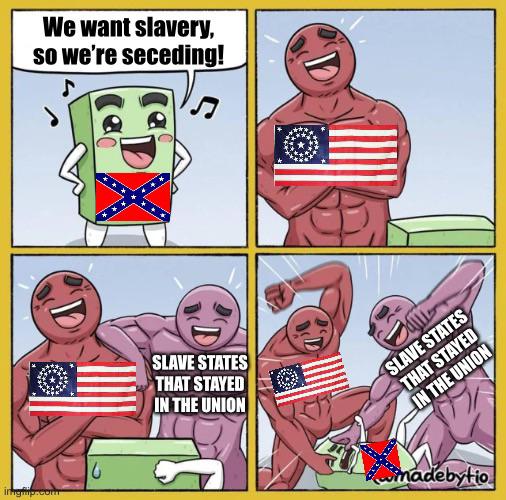 We want slavery,
so we're seceding!
SLAVE STATES
THAT STAYED
IN THE UNION
SLAVE STATES
THAT STAYED
IN THE UNION
madebytio
imgflip.com